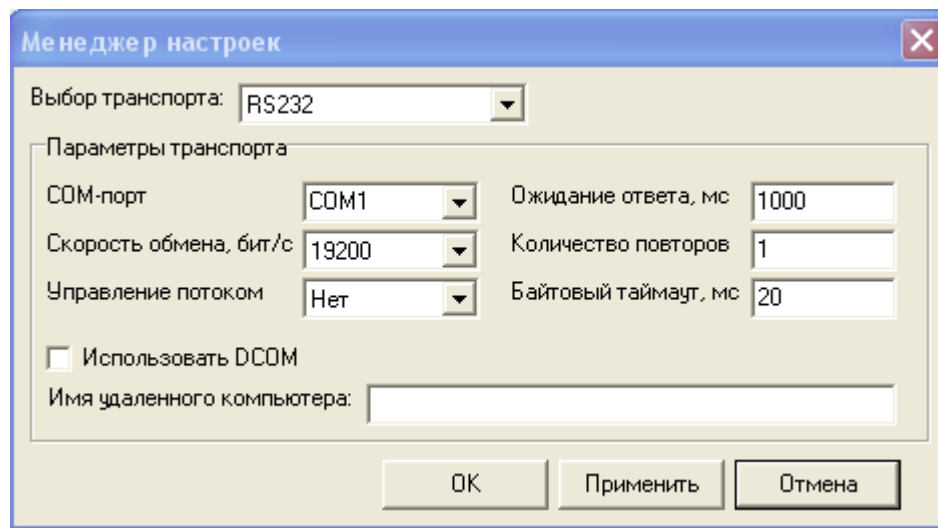 Менеджер настроек
Выбор транспорта: RS232
Параметры транспорта
COM-порт COM1 Ожидание ответа, мс 1000
Скорость обмена, бит/с 19200 Количество повторов 1
Управление потоком Нет Байтовый таймаут, мс 20
Использовать DCOM
Имя удаленного компьютера:
OK Применить Отмена